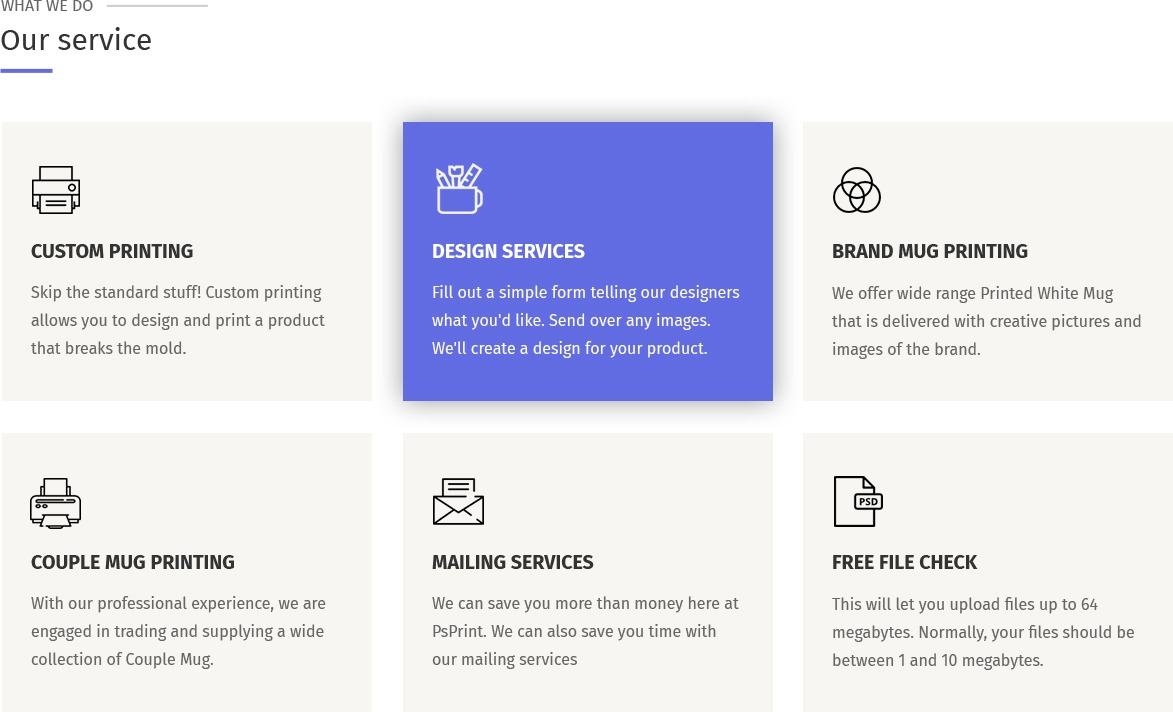 WHAT WE DO
Our service
CUSTOM PRINTING
Skip the standard stuff! Custom printing
allows you to design and print a product
that breaks the mold.
DESIGN SERVICES
Fill out a simple form telling our designers
what you'd like. Send over any images.
We'll create a design for your product.
BRAND MUG PRINTING
We offer wide range Printed White Mug
that is delivered with creative pictures and
images of the brand.
COUPLE MUG PRINTING
With our professional experience, we are
engaged in trading and supplying a wide
collection of Couple Mug.
MAILING SERVICES
We can save you more than money here at
PsPrint. We can also save you time with
our mailing services
PSD
FREE FILE CHECK
This will let you upload files up to 64
megabytes. Normally, your files should be
between 1 and 10 megabytes.